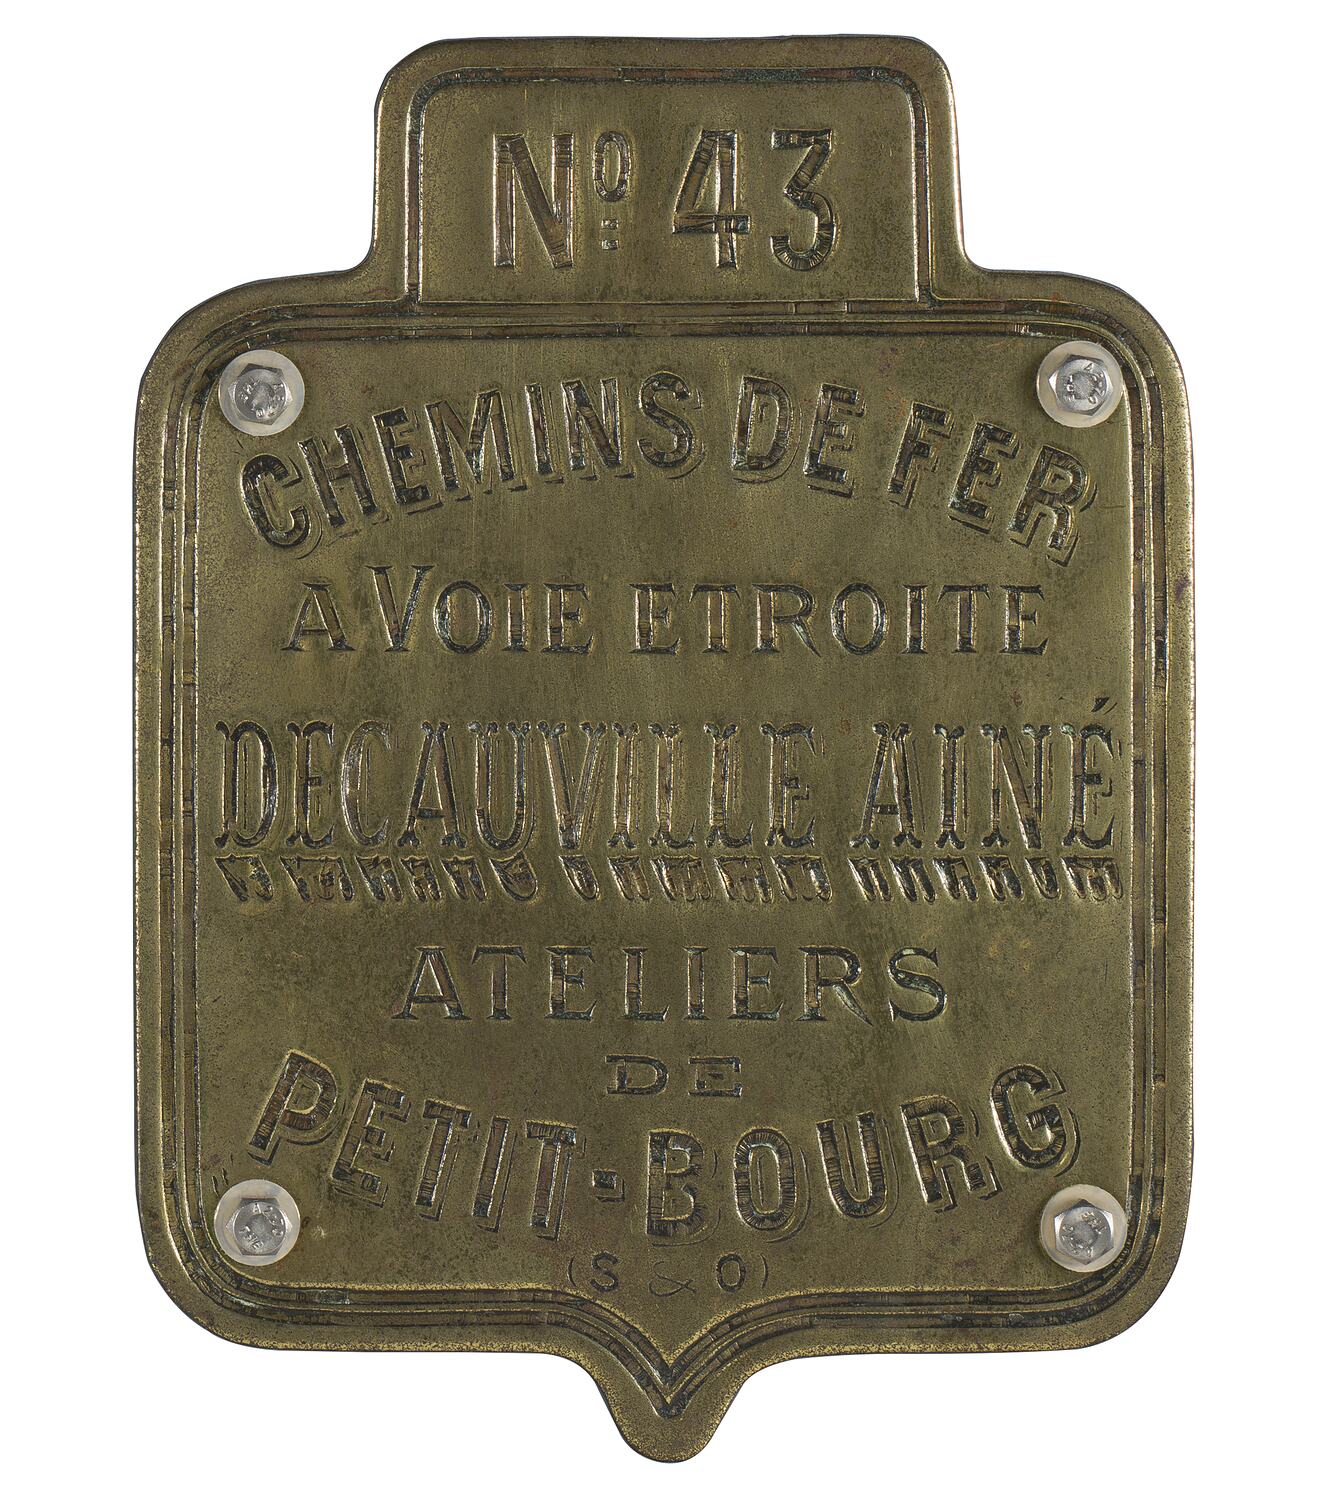 No 43
CHEMINS DE FER
A VOIE ETROITE
DECAUVILLE AINÉ
ATELIERS
DE
PETIT-BOURG
(S & O)